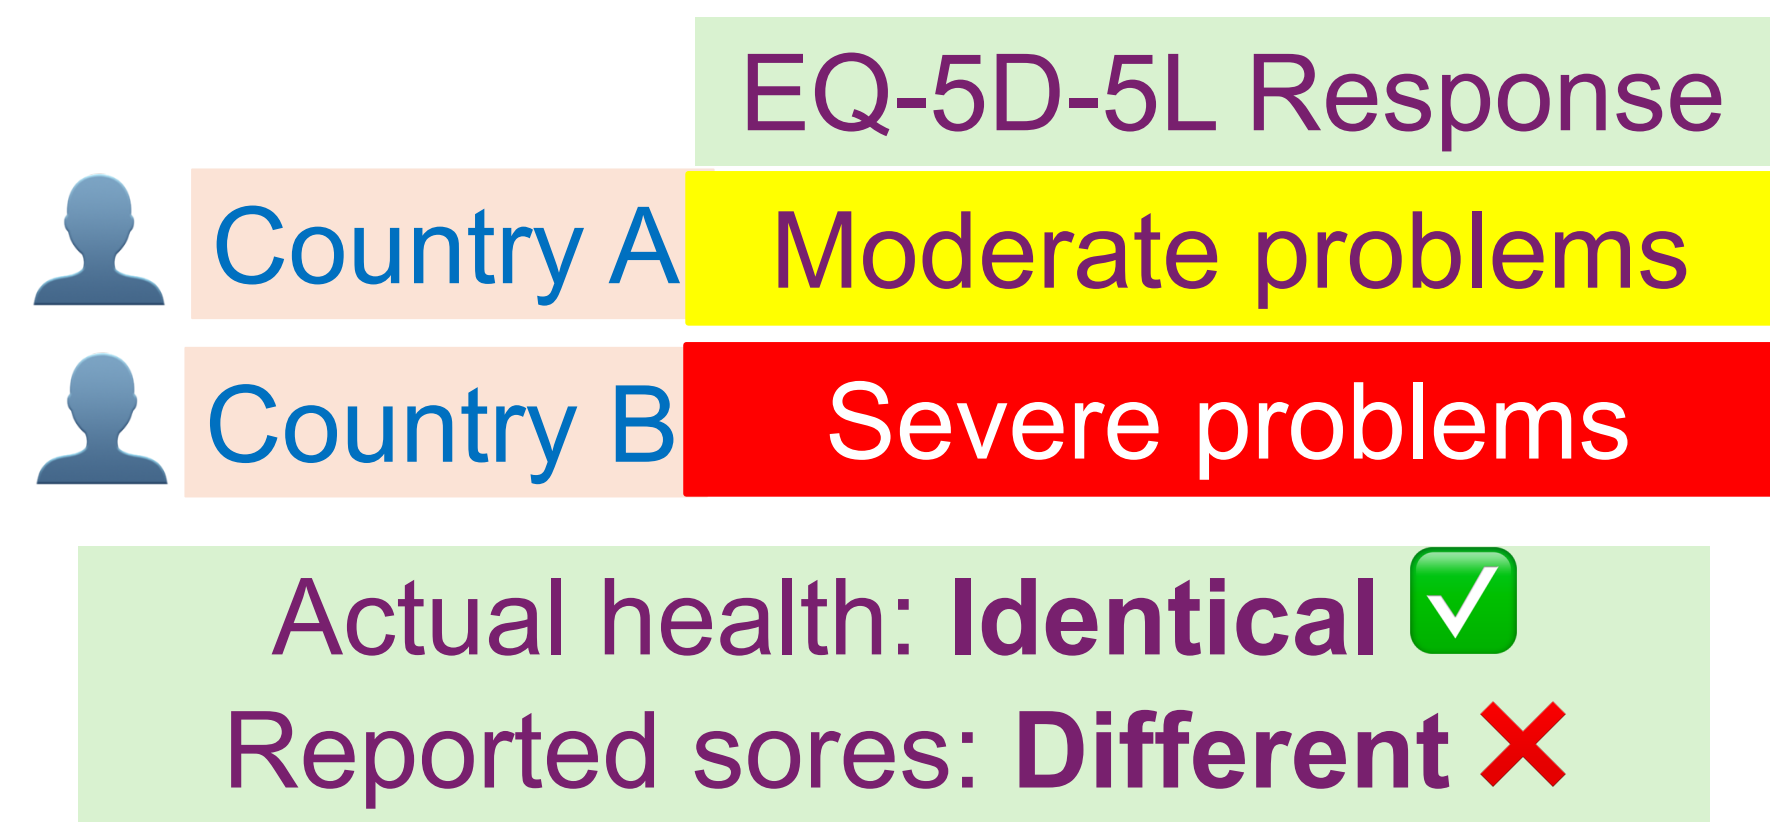 EQ-5D-5L Response
Country A Moderate problems
Country B Severe problems
Actual health: Identical ✅
Reported sores: Different ❌